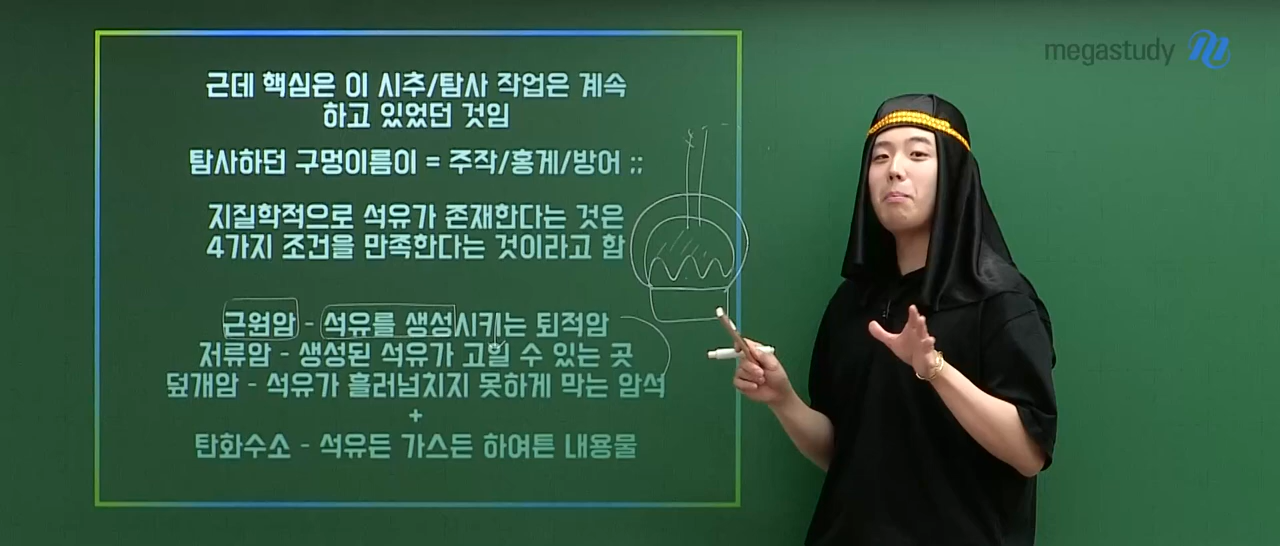 megastudy
근데 핵심은 이 시추/탐사 작업은 계속
하고 있었던 것임
탐사하던 구멍이름이 = 주작/홍게/방어 ;;
지질학적으로 석유가 존재한다는 것은
4가지 조건을 만족한다는 것이라고 함
근원암 - 석유를 생성시키는 퇴적암
저류암 - 생성된 석유가 고일 수 있는 곳
덮개암 - 석유가 흘러넘치지 못하게 막는 암석
+
탄화수소 - 석유든 가스든 하여튼 내용물